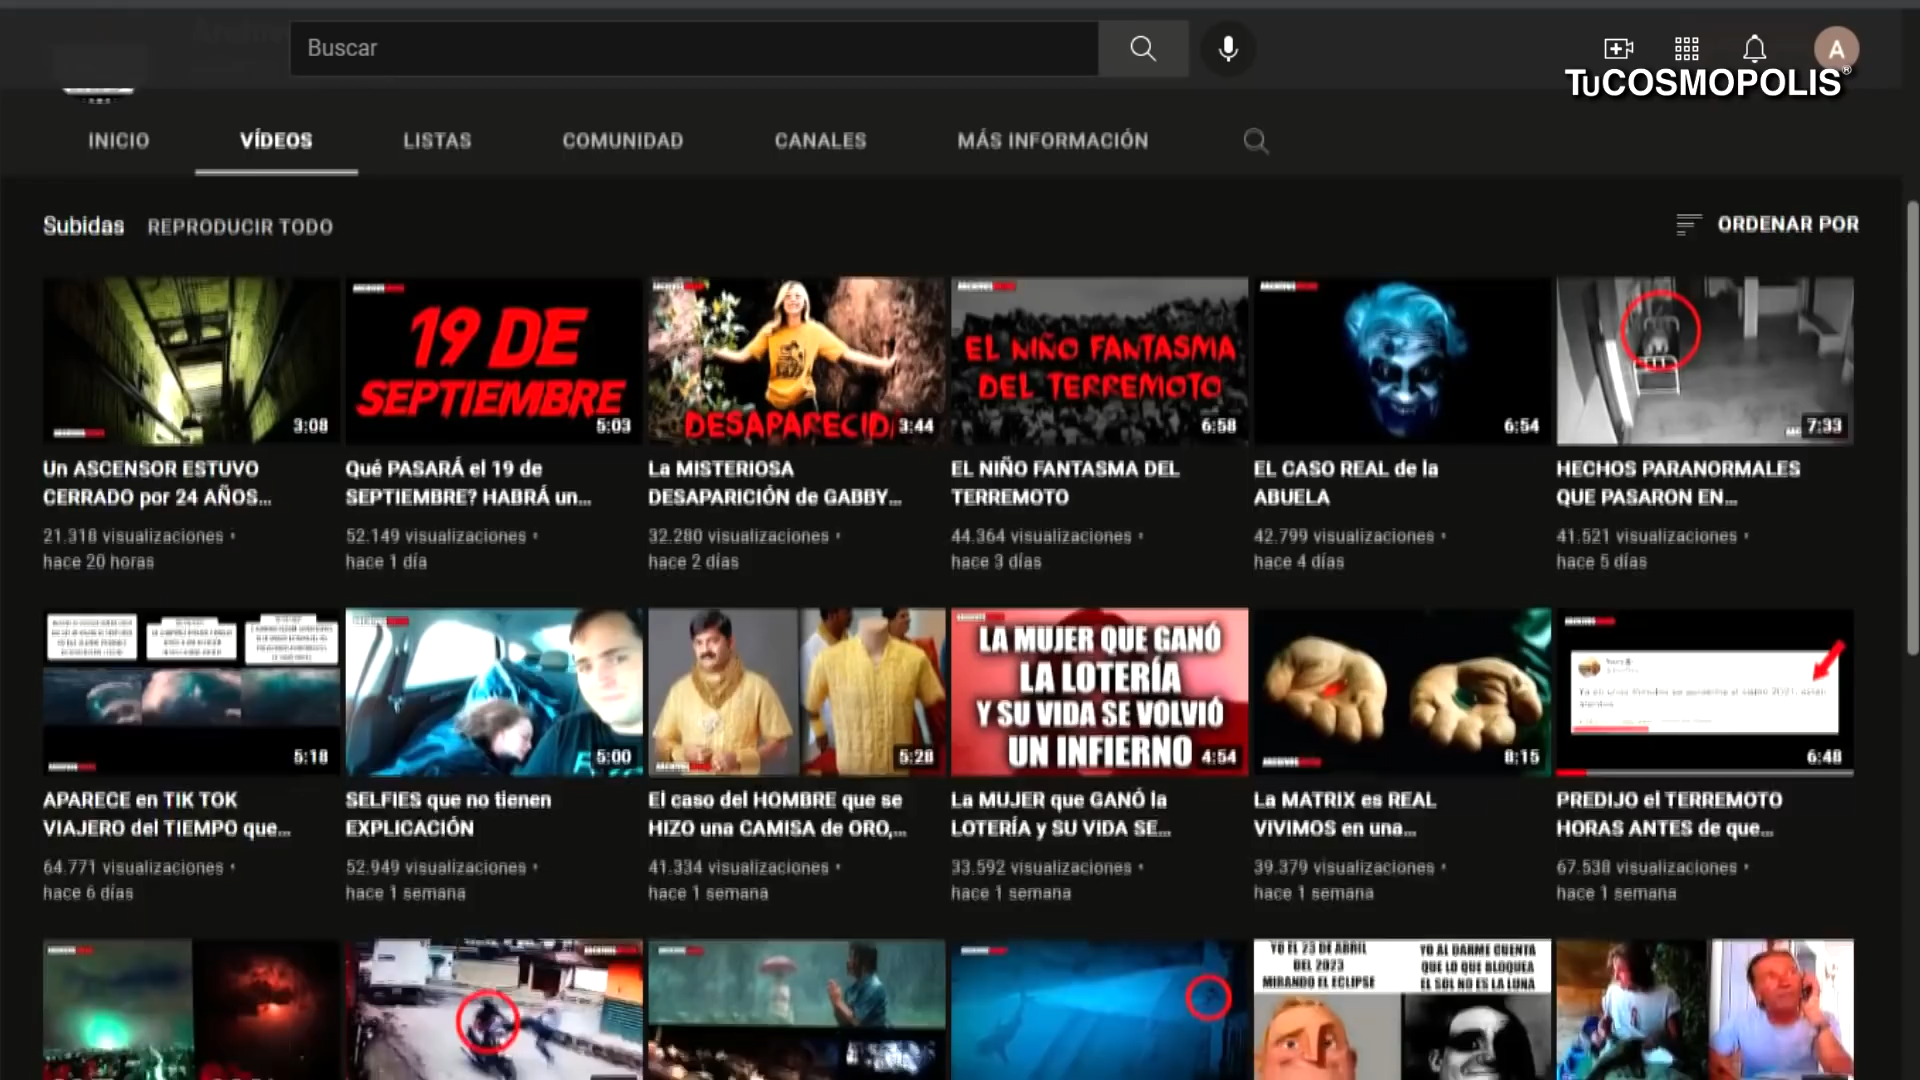 Buscar
A
TuCOSMOPOLIS®
INICIO
VÍDEOS
LISTAS
COMUNIDAD
CANALES
MÁS INFORMACIÓN
Subidas
REPRODUCIR TODO
ORDENAR POR
3:08
19 DE
SEPTIEMBRE
5:03
DESAPARECID
3:44
EL NIÑO FANTASMA
DEL TERREMOTO
6:58
6:54
7:33
Un ASCENSOR ESTUVO
CERRADO por 24 AÑOS...
21.318 visualizaciones •
hace 20 horas
Qué PASARÁ el 19 de
SEPTIEMBRE? HABRÁ un...
52.149 visualizaciones •
hace 1 día
La MISTERIOSA
DESAPARICIÓN de GABBY...
32.280 visualizaciones •
hace 2 días
EL NIÑO FANTASMA DEL
TERREMOTO
44.364 visualizaciones •
hace 3 días
EL CASO REAL de la
ABUELA
42.799 visualizaciones •
hace 4 días
HECHOS PARANORMALES
QUE PASARON EN...
41.521 visualizaciones •
hace 5 días
5:18
5:00
5:28
LA MUJER QUE GANÓ
LA LOTERÍA
Y SU VIDA SE VOLVIÓ
UN INFIERNO
4:54
8:15
6:48
APARECE en TIK TOK
VIAJERO del TIEMPO que...
64.771 visualizaciones •
hace 6 días
SELFIES que no tienen
EXPLICACIÓN
52.949 visualizaciones •
hace 1 semana
El caso del HOMBRE que se
HIZO una CAMISA de ORO,...
41.334 visualizaciones •
hace 1 semana
La MUJER que GANÓ la
LOTERÍA y SU VIDA SE...
33.592 visualizaciones •
hace 1 semana
La MATRIX es REAL
VIVIMOS en una...
39.379 visualizaciones •
hace 1 semana
PREDIJO el TERREMOTO
HORAS ANTES de que...
67.538 visualizaciones •
hace 1 semana
YO EL 23 DE ABRIL
DEL 2023
MIRANDO EL ECLIPSE
YO AL DARME CUENTA
QUE LO QUE BLOQUEA
EL SOL NO ES LA LUNA